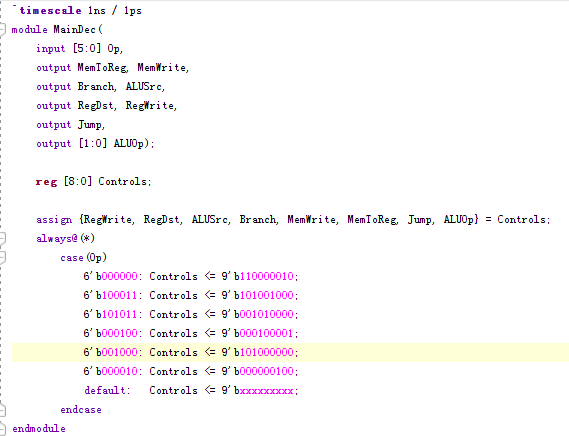 `timescale 1ns / 1ps
module MainDec(
input [5:0] Op,
output MemToReg, MemWrite,
output Branch, ALUSrc,
output RegDst, RegWrite,
output Jump,
output [1:0] ALUOp);
reg [8:0] Controls;
assign {RegWrite, RegDst, ALUSrc, Branch, MemWrite, MemToReg, Jump, ALUOp} = Controls;
always@(*)
case(Op)
6'b000000: Controls <= 9'b110000010;
6'b100011: Controls <= 9'b101001000;
6'b101011: Controls <= 9'b001010000;
6'b000100: Controls <= 9'b000100001;
6'b001000: Controls <= 9'b101000000;
6'b000010: Controls <= 9'b000000100;
default: Controls <= 9'bxxxxxxxxx;
endcase
endmodule